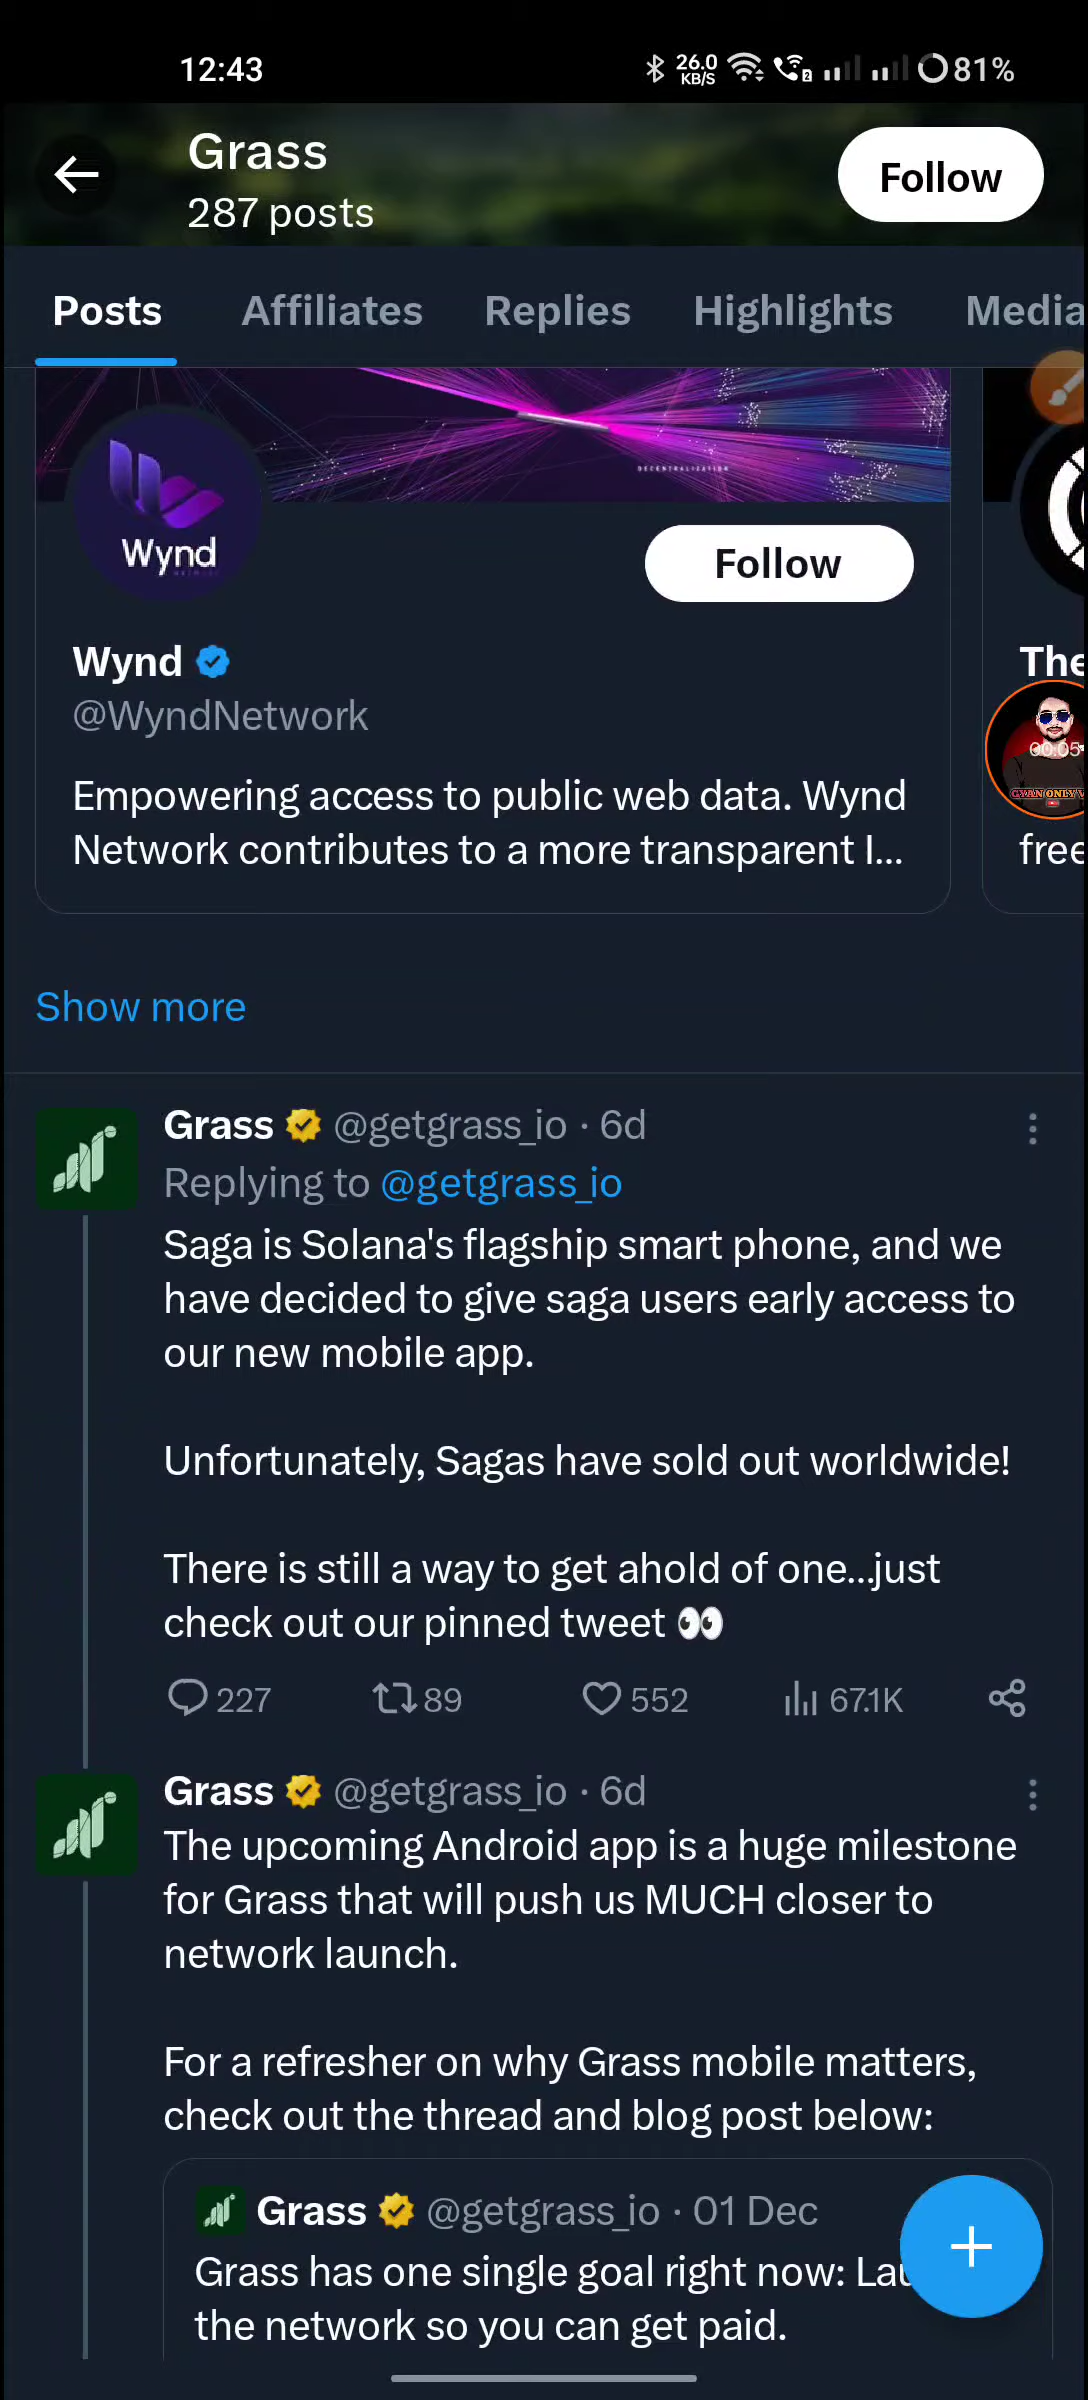 12:43
26.0 KB/S
2
81%
Grass
287 posts
Follow
Posts Affiliates Replies Highlights Media
DECENTRALIZATION
Wynd
Follow
Wynd
@WyndNetwork
The
00:05
GYAN ONLY
Empowering access to public web data. Wynd
Network contributes to a more transparent I...
free
Show more
Grass @getgrass_io · 6d
Replying to @getgrass_io
Saga is Solana's flagship smart phone, and we
have decided to give saga users early access to
our new mobile app.
Unfortunately, Sagas have sold out worldwide!
There is still a way to get ahold of one...just
check out our pinned tweet 👀
227 89 552 67.1K
Grass @getgrass_io · 6d
The upcoming Android app is a huge milestone
for Grass that will push us MUCH closer to
network launch.
For a refresher on why Grass mobile matters,
check out the thread and blog post below:
Grass @getgrass_io · 01 Dec
Grass has one single goal right now: Lau
the network so you can get paid.